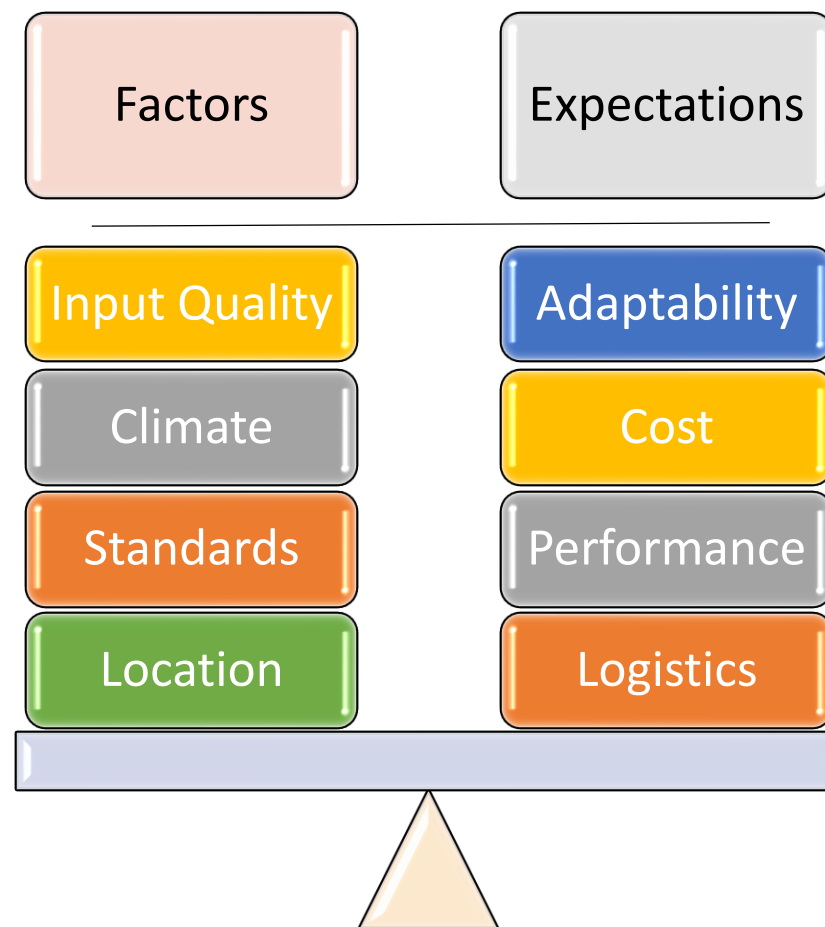 Factors
Expectations
Input Quality
Adaptability
Climate
Cost
Standards
Performance
Location
Logistics